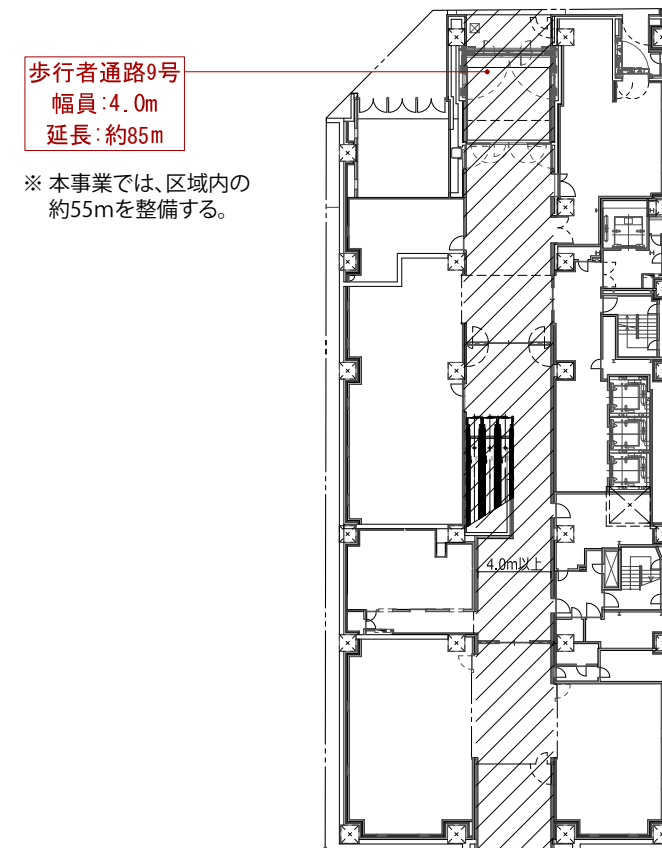 歩行者通路9号
幅員:4.0m
延長:約85m
※ 本事業では、区域内の
約55mを整備する。
4.0m以上